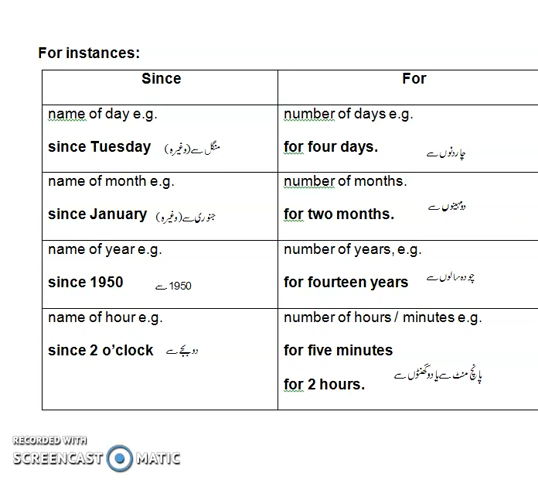 For instances:
Since
For
name of day e.g.
since Tuesday منگل سے (وغیرہ)
number of days e.g.
for four days. چار دنوں سے
name of month e.g.
since January جنوری سے (وغیرہ)
number of months.
for two months. دو مہینوں سے
name of year e.g.
since 1950 1950 سے
number of years, e.g.
for fourteen years چودہ سالوں سے
name of hour e.g.
since 2 o’clock دو بجے سے
number of hours / minutes e.g.
for five minutes
for 2 hours. پانچ منٹ سے یا دو گھنٹوں سے
RECORDED WITH
SCREENCAST MATIC